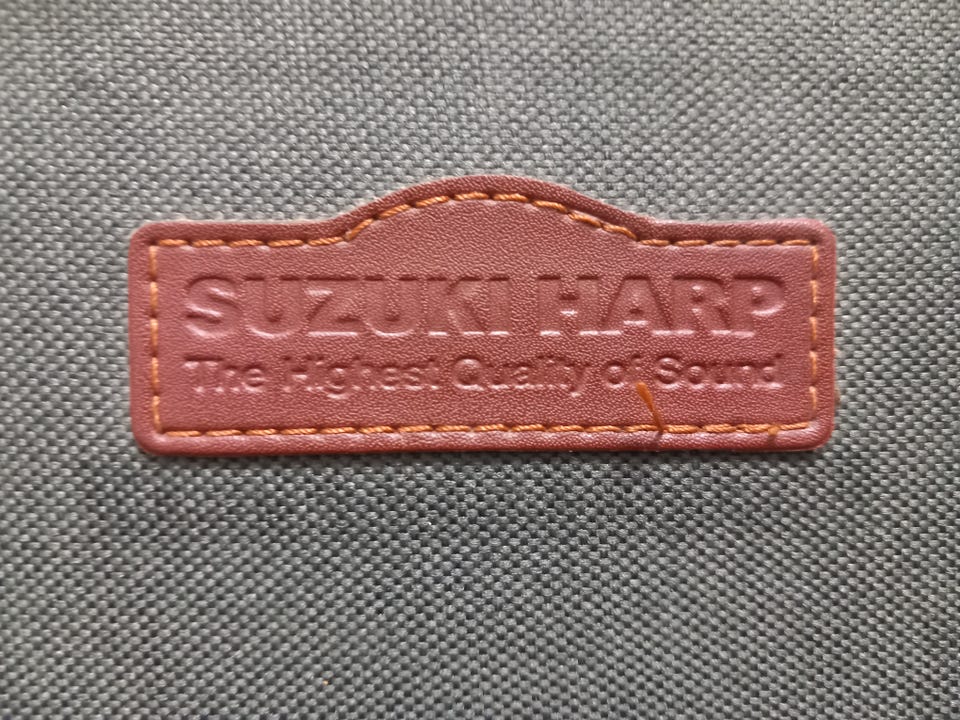 SUZUKI HARP
The Highest Quality of Sound